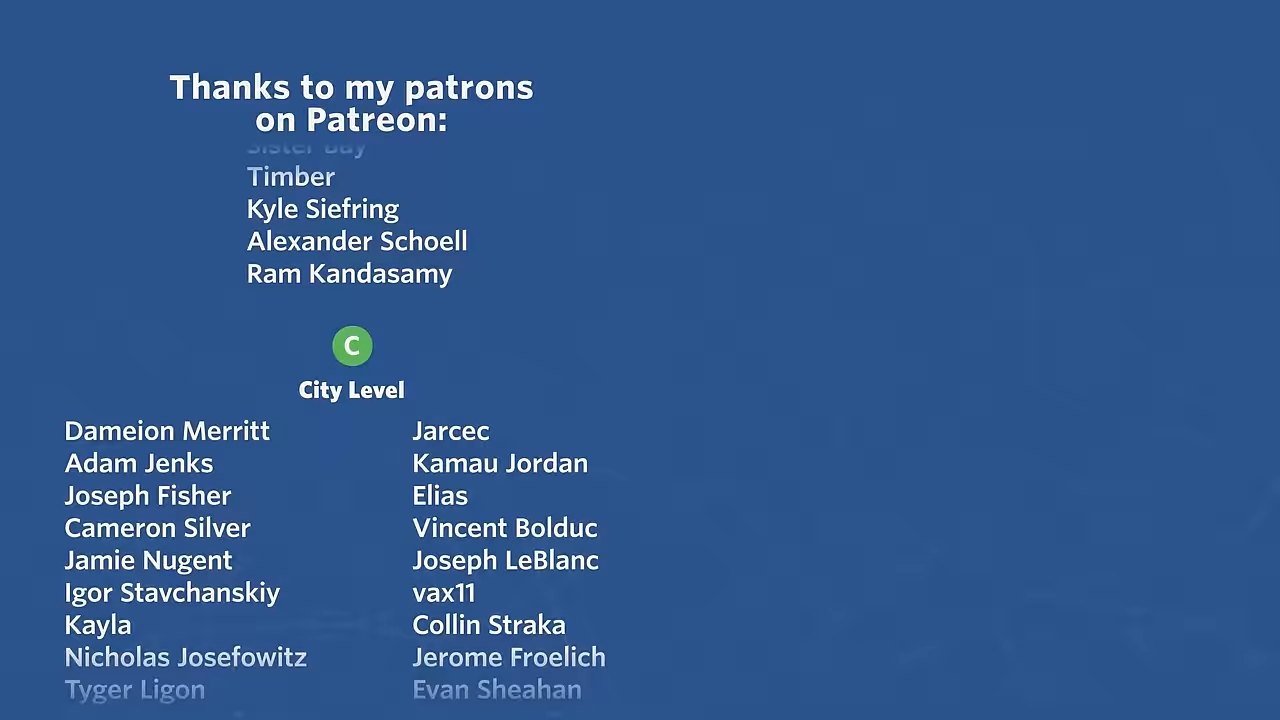 Thanks to my patrons
on Patreon:
Sister Bay
Timber
Kyle Siefring
Alexander Schoell
Ram Kandasamy
C
City Level
Dameion Merritt
Adam Jenks
Joseph Fisher
Cameron Silver
Jamie Nugent
Igor Stavchanskiy
Kayla
Nicholas Josefowitz
Tyger Ligon
Jarcec
Kamau Jordan
Elias
Vincent Bolduc
Joseph LeBlanc
vax11
Collin Straka
Jerome Froelich
Evan Sheahan